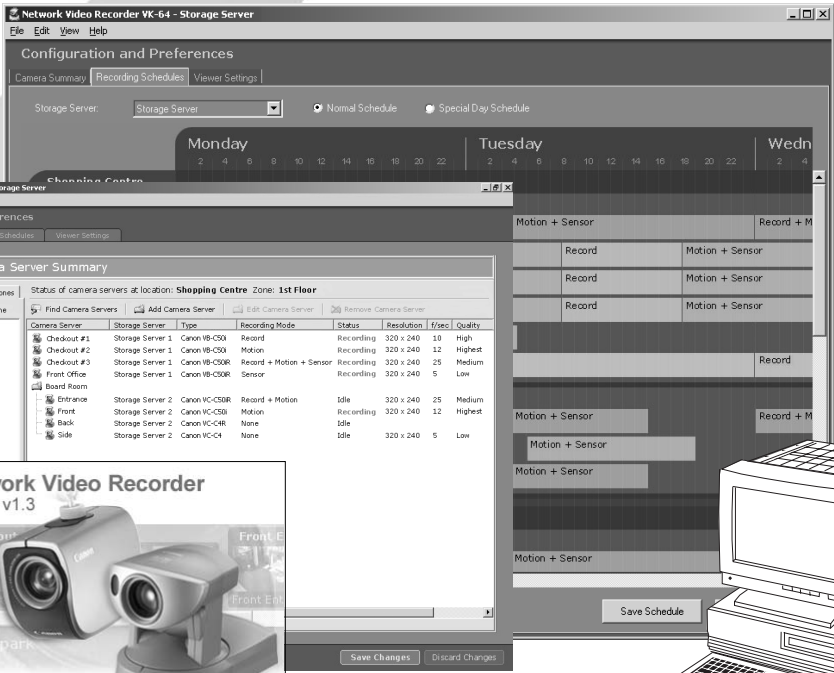 Network Video Recorder VK-64 - Storage Server
File Edit View Help
Configuration and Preferences
Camera Summary Recording Schedules Viewer Settings
Storage Server: Storage Server Normal Schedule Special Day Schedule
Monday Tuesday Wedn
2 4 6 8 10 12 14 16 18 20 22 2 4 6 8 10 12 14 16 18 20 22 2 4
Shopping Centre
orage Server
rences
Schedules Viewer Settings
Motion + Sensor Record + M
Record Motion + Sensor
Record Motion + Sensor
Record Motion + Sensor
Record
Motion + Sensor Record + M
Motion + Sensor
Motion + Sensor
Motion + Sensor
Save Schedule
a Server Summary
ones Status of camera servers at location: Shopping Centre Zone: 1st Floor
me Find Camera Servers Add Camera Server Edit Camera Server Remove Camera Server
Camera Server Storage Server Type Recording Mode Status Resolution f/sec Quality
Checkout #1 Storage Server 1 Canon VB-C50i Record Recording 320 x 240 10 High
Checkout #2 Storage Server 1 Canon VB-C50i Motion Recording 320 x 240 12 Highest
Checkout #3 Storage Server 1 Canon VB-C50iR Record + Motion + Sensor Recording 320 x 240 25 Medium
Front Office Storage Server 1 Canon VB-C50iR Sensor Recording 320 x 240 5 Low
Board Room
Entrance Storage Server 2 Canon VC-C50iR Record + Motion Idle 320 x 240 25 Medium
Front Storage Server 2 Canon VC-C50i Motion Recording 320 x 240 12 Highest
Back Storage Server 2 Canon VC-C4R None Idle
Side Storage Server 2 Canon VC-C4 None Idle 320 x 240 5 Low
Save Changes Discard Changes
work Video Recorder
v1.3
Front E
Canon
Front Ent
park